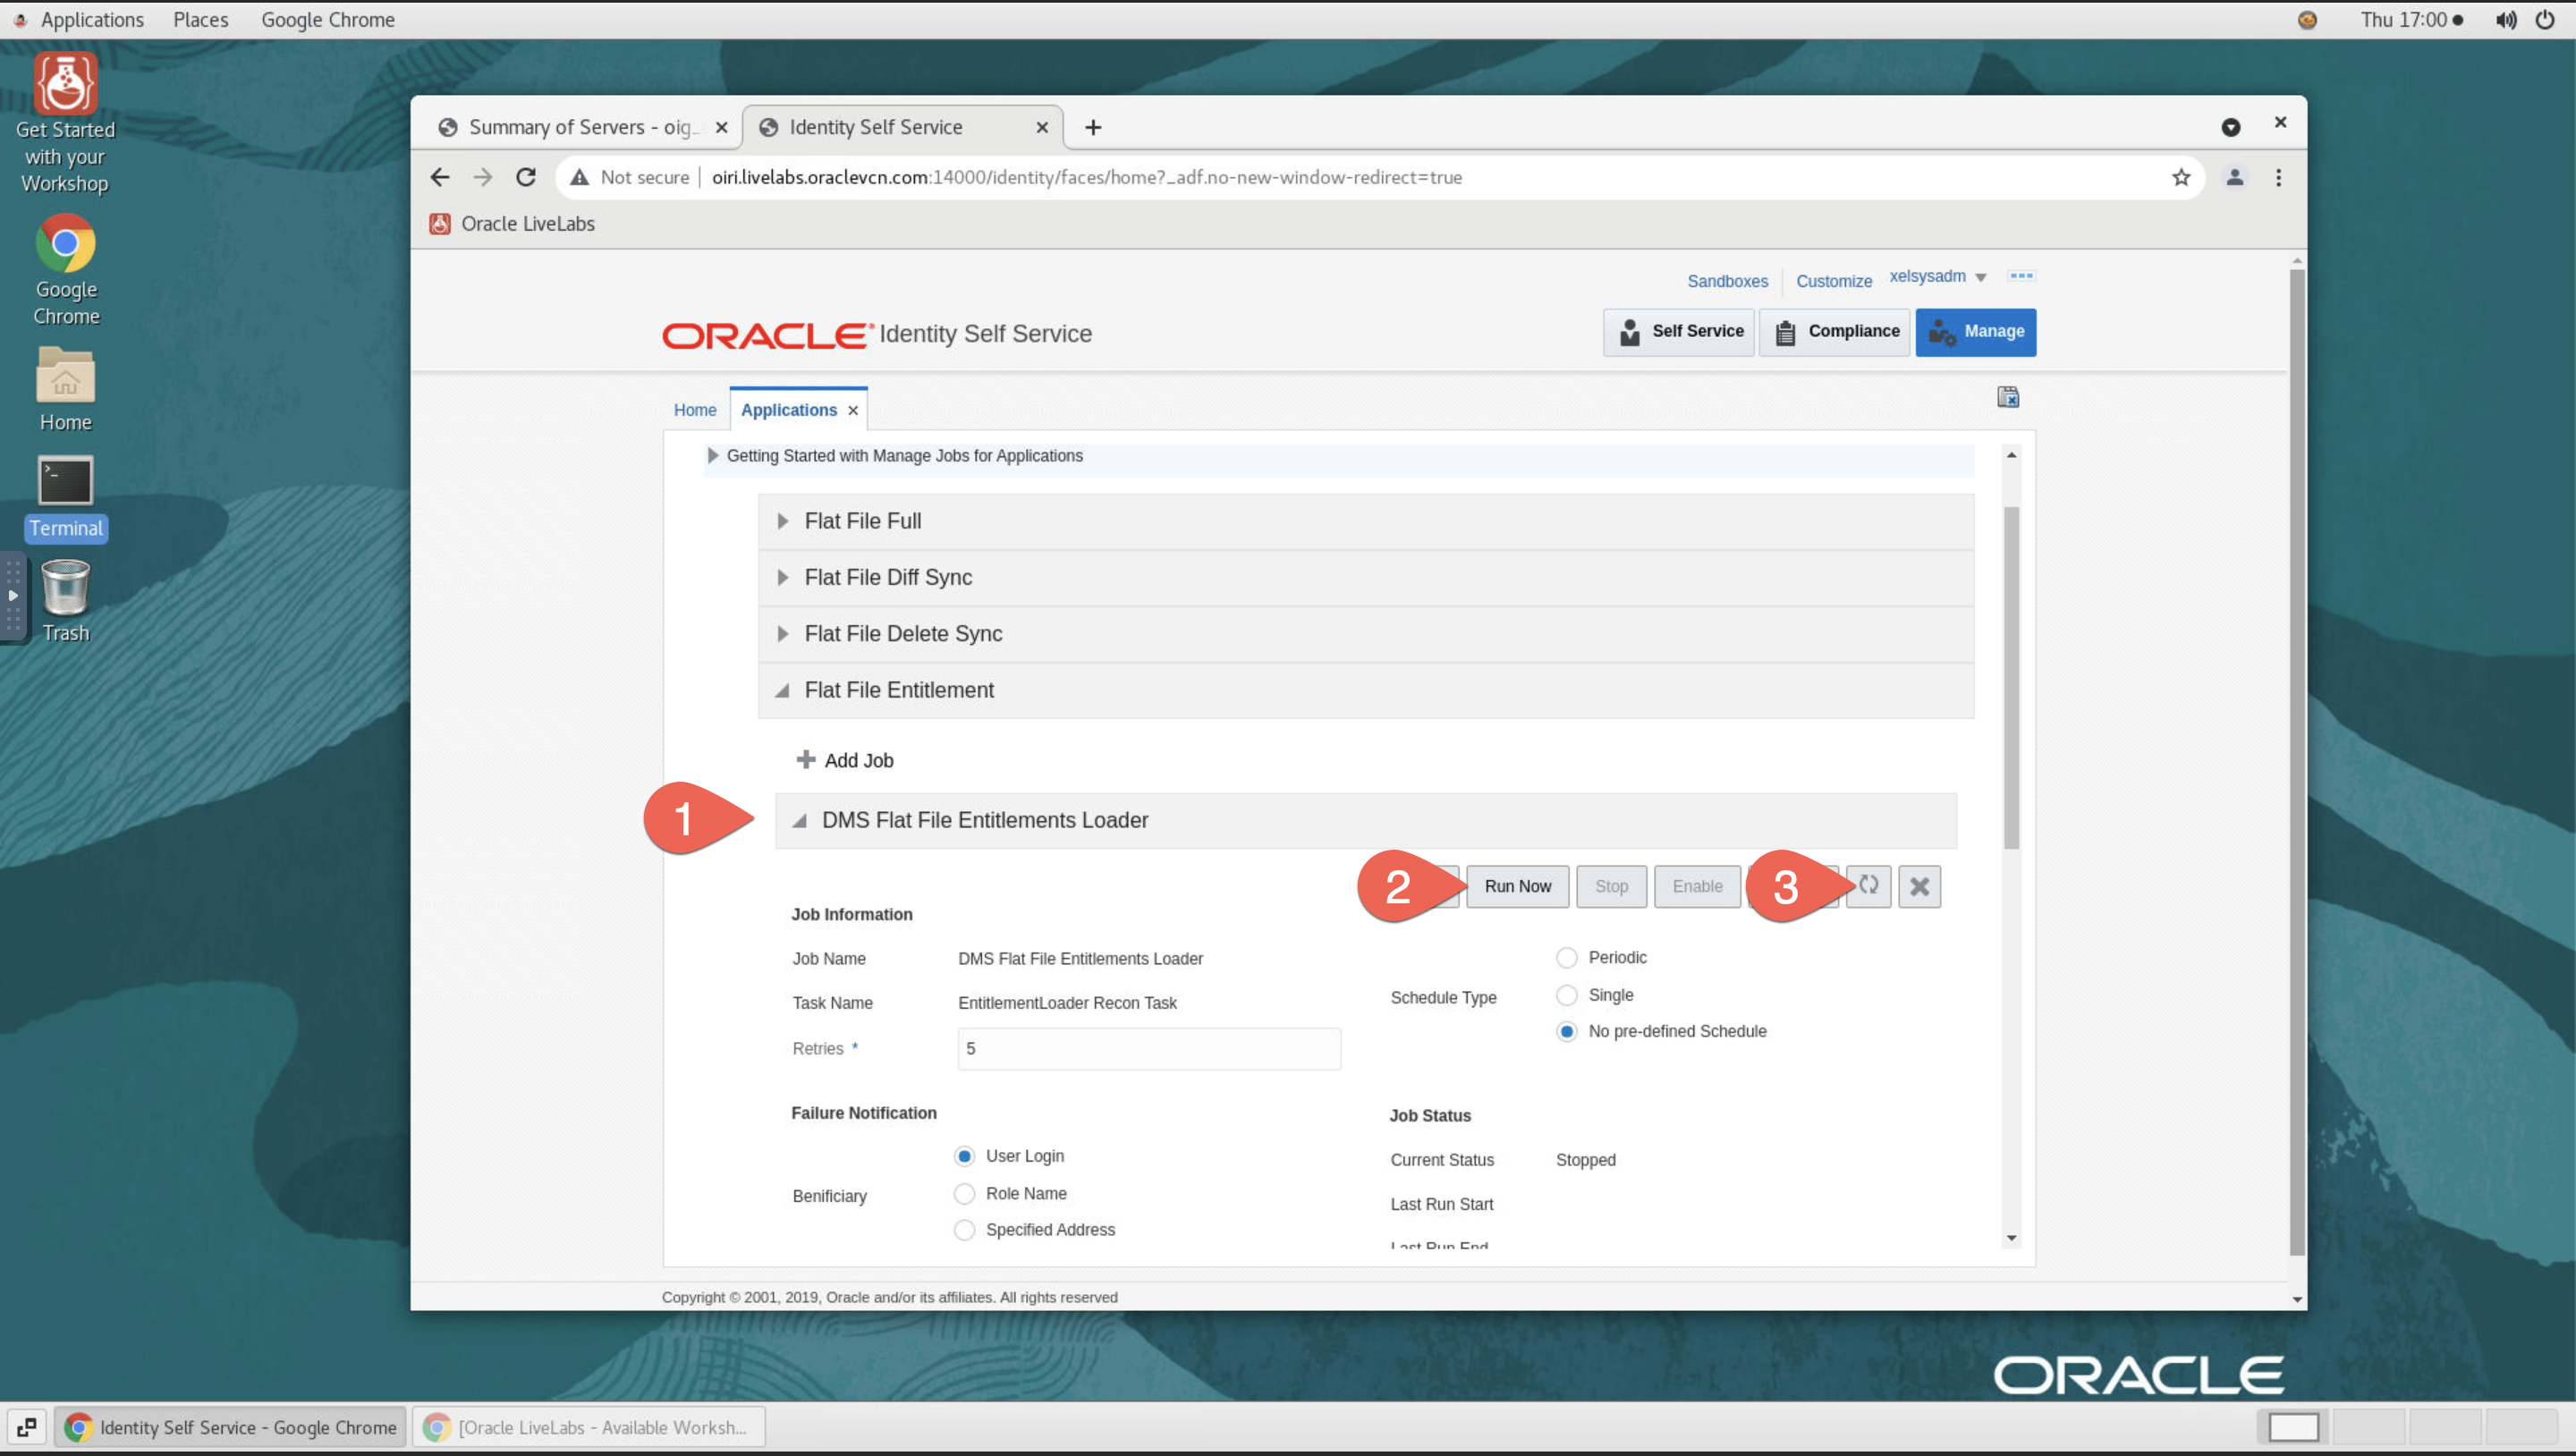 Applications Places Google Chrome Thu 17:00
Get Started
with your
Workshop
Google
Chrome
Home
Terminal
Trash
Summary of Servers - oig_
Identity Self Service
Not secure oiri.livelabs.oraclevcn.com:14000/identity/faces/home?_adf.no-new-window-redirect=true
Oracle LiveLabs
Sandboxes Customize xelsysadm
ORACLE Identity Self Service
Self Service Compliance Manage
Home Applications
Getting Started with Manage Jobs for Applications
Flat File Full
Flat File Diff Sync
Flat File Delete Sync
Flat File Entitlement
Add Job
1 DMS Flat File Entitlements Loader
2 Run Now Stop Enable 3
Job Information
Job Name DMS Flat File Entitlements Loader
Task Name EntitlementLoader Recon Task
Retries * 5
Schedule Type
Periodic
Single
No pre-defined Schedule
Failure Notification
Benificiary
User Login
Role Name
Specified Address
Job Status
Current Status Stopped
Last Run Start
Last Run End
Copyright © 2001, 2019, Oracle and/or its affiliates. All rights reserved
ORACLE
Identity Self Service - Google Chrome [Oracle LiveLabs - Available Worksh...